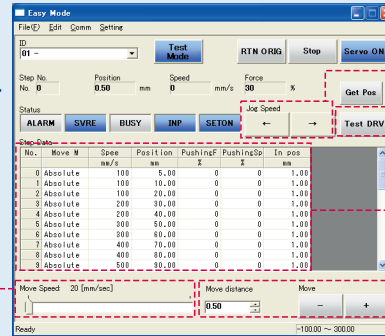 Easy Mode
File(F) Edit Comm Setting
ID
01 - Test Mode RTN ORIG Stop Servo ON
Step No. Position Speed Force
No. 0 0.50 mm 0 mm/s 30 % Get Pos
Status Jog Speed
ALARM SVRE BUSY INP SETON ← → Test DRV
Step Data
No. Move M Spee Position PushingF PushingSp In pos
mm/s mm % % mm
0 Absolute 100 5.00 0 0 1.00
1 Absolute 100 10.00 0 0 1.00
2 Absolute 100 20.00 0 0 1.00
3 Absolute 200 30.00 0 0 1.00
4 Absolute 200 40.00 0 0 1.00
5 Absolute 300 50.00 0 0 1.00
6 Absolute 300 60.00 0 0 1.00
7 Absolute 400 70.00 0 0 1.00
8 Absolute 400 80.00 0 0 1.00
9 Absolute 500 90.00 0 0 1.00
Move Speed: 20 [mm/sec] Move distance Move
0.50 - +
Ready -100.00 ~ 300.00